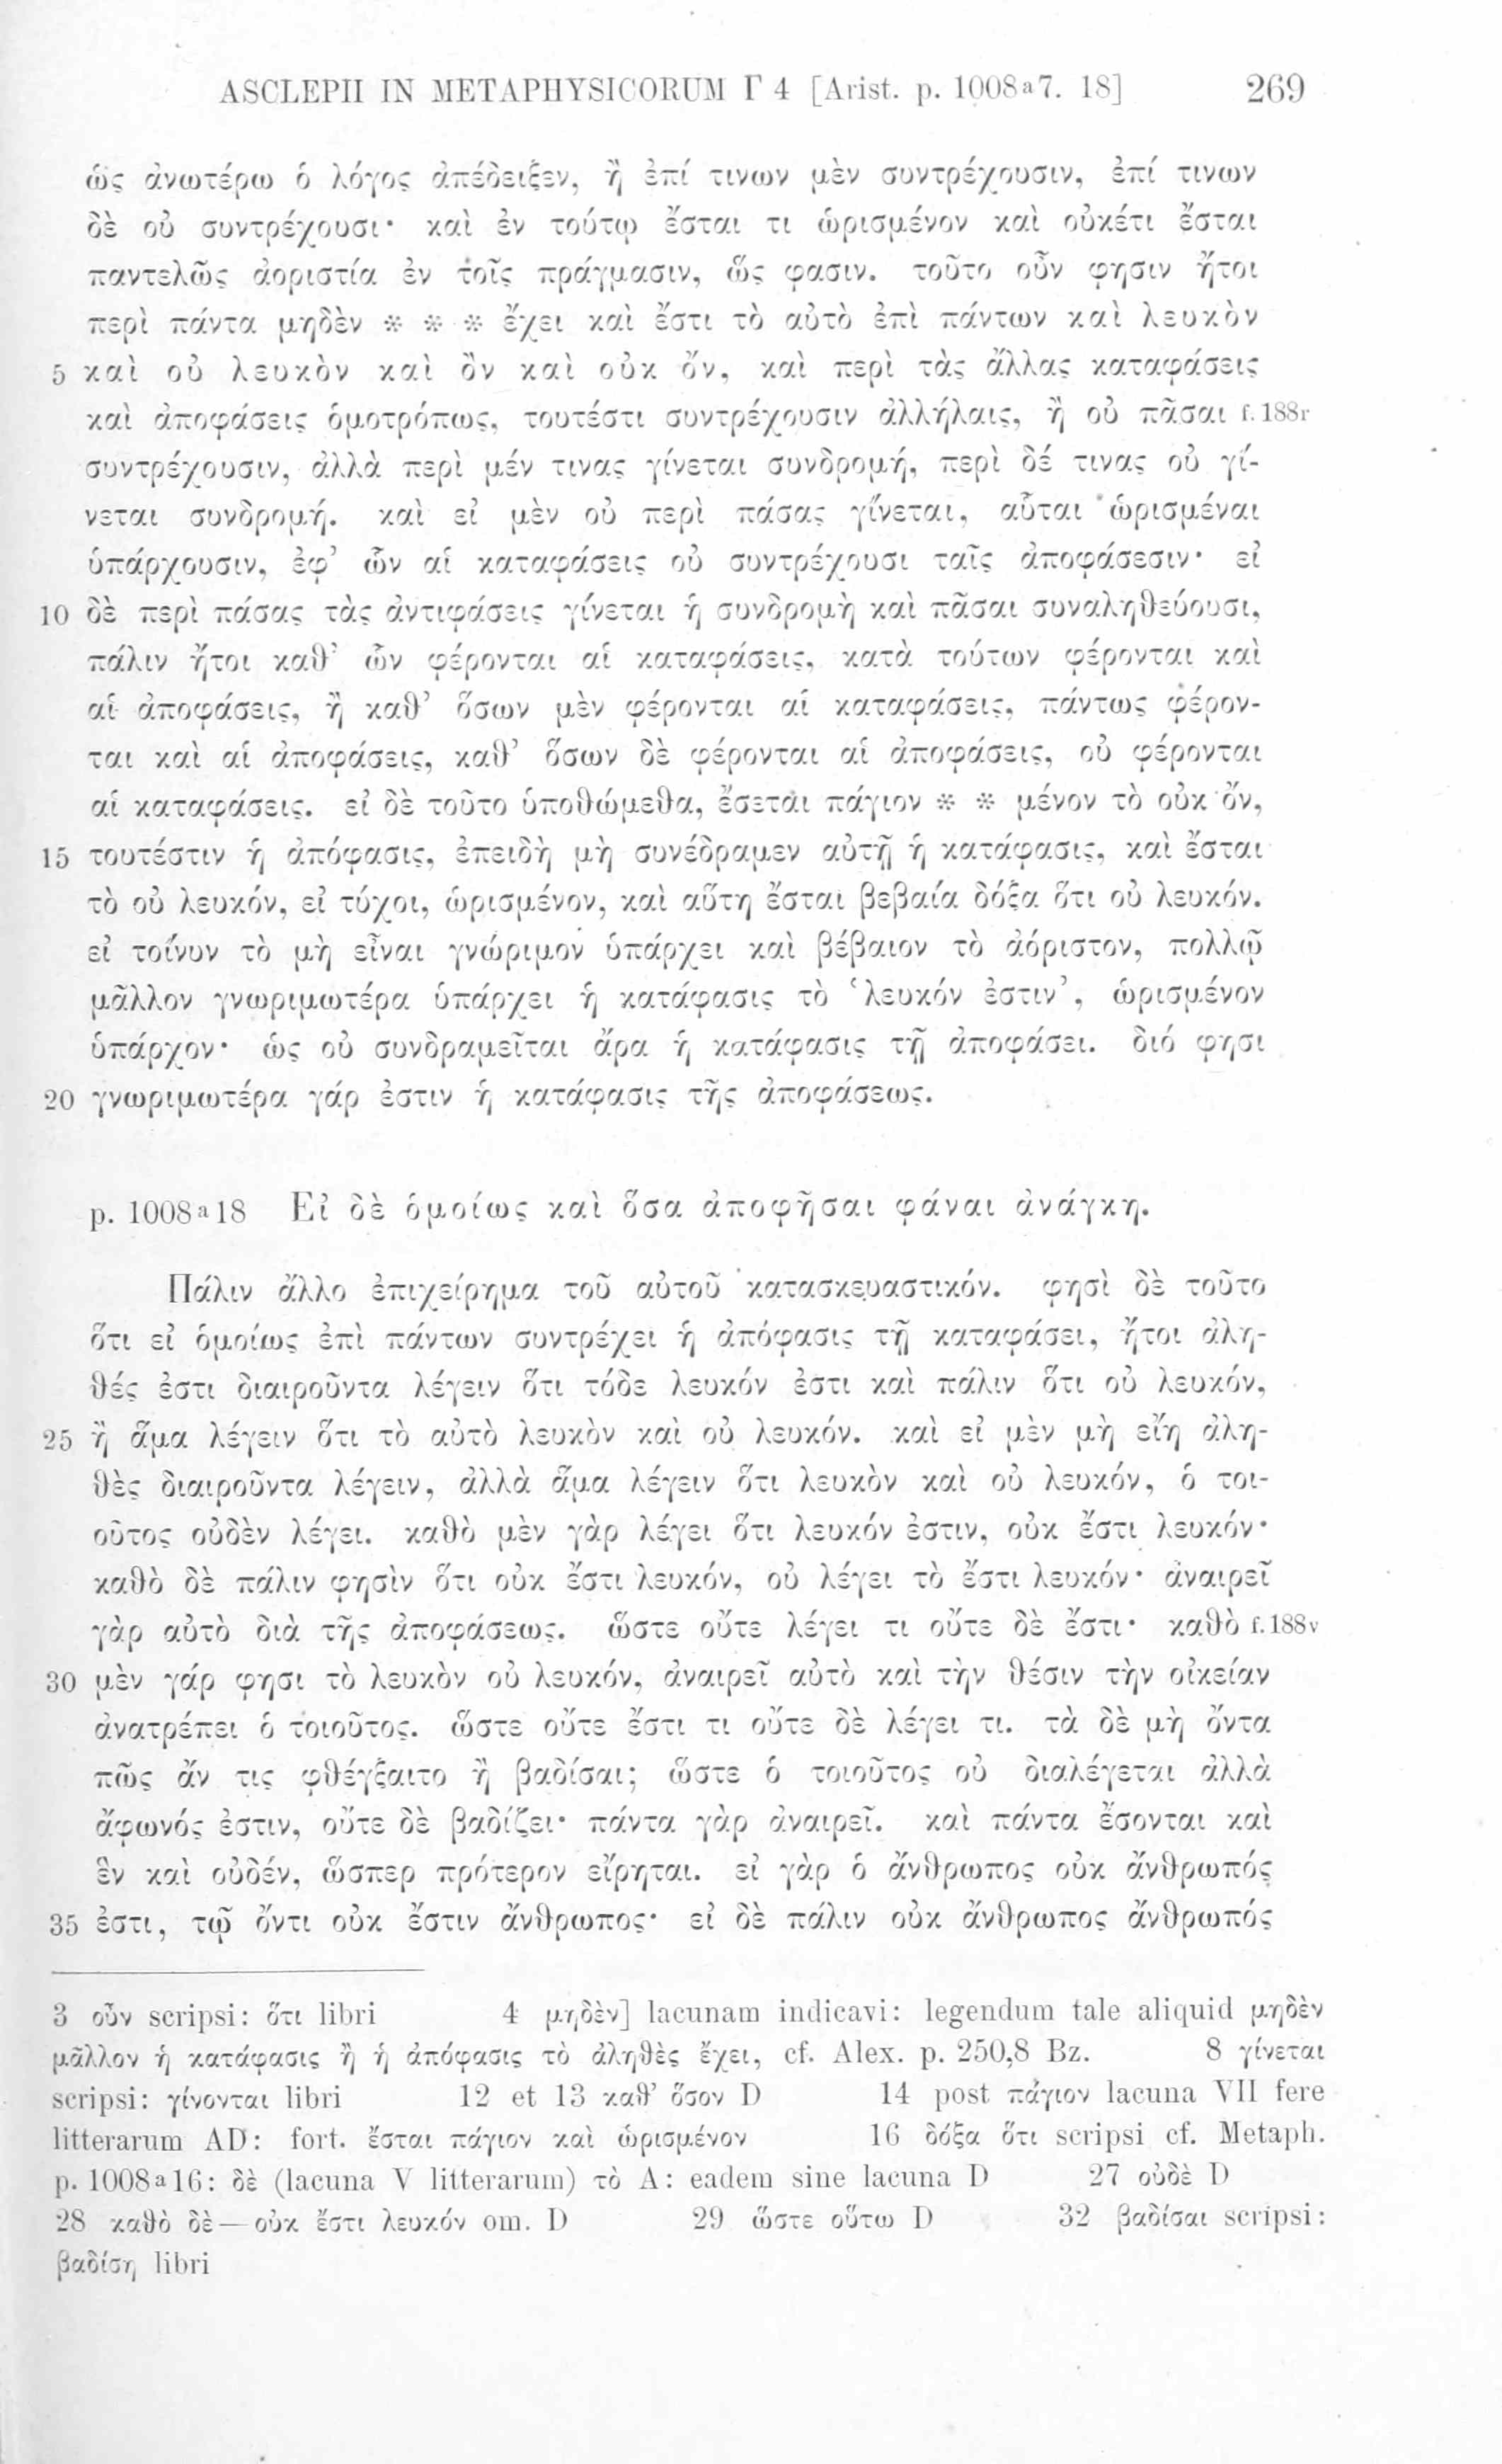 ASCLEPII IN METAPHYSICORUM Γ 4 [Arist. p. 1008ᵃ7. 18] 269
ὡς ἀνωτέρω ὁ λόγος ἀπέδειξεν, ἢ ἐπί τινων μὲν συντρέχουσιν, ἐπί τινων
δὲ οὐ συντρέχουσι· καὶ ἐν τούτῳ ἔσται τι ὡρισμένον καὶ οὐκέτι ἔσται
παντελῶς ἀοριστία ἐν τοῖς πράγμασιν, ὥς φασιν. τοῦτο οὖν φησιν ἤτοι
περὶ πάντα μηδὲν * * * ἔχει καὶ ἔστι τὸ αὐτὸ ἐπὶ πάντων καὶ λευκὸν
5 καὶ οὐ λευκὸν καὶ ὂν καὶ οὐκ ὄν, καὶ περὶ τὰς ἄλλας καταφάσεις
καὶ ἀποφάσεις ὁμοτρόπως, τουτέστι συντρέχουσιν ἀλλήλαις, ἢ οὐ πᾶσαι f. 188r
συντρέχουσιν, ἀλλὰ περὶ μέν τινας γίνεται συνδρομή, περὶ δέ τινας οὐ γί-
νεται συνδρομή. καὶ εἰ μὲν οὐ περὶ πάσας γίνεται, αὗται ὡρισμέναι
ὑπάρχουσιν, ἐφ’ ὧν αἱ καταφάσεις οὐ συντρέχουσι ταῖς ἀποφάσεσιν· εἰ
10 δὲ περὶ πάσας τὰς ἀντιφάσεις γίνεται ἡ συνδρομὴ καὶ πᾶσαι συναληθεύουσι,
πάλιν ἤτοι καθ’ ὧν φέρονται αἱ καταφάσεις, κατὰ τούτων φέρονται καὶ
αἱ ἀποφάσεις, ἢ καθ’ ὅσων μὲν φέρονται αἱ καταφάσεις, πάντως φέρον-
ται καὶ αἱ ἀποφάσεις, καθ’ ὅσων δὲ φέρονται αἱ ἀποφάσεις, οὐ φέρονται
αἱ καταφάσεις. εἰ δὲ τοῦτο ὑποθώμεθα, ἔσεται πάγιον * * μένον τὸ οὐκ ὄν,
15 τουτέστιν ἡ ἀπόφασις, ἐπειδὴ μὴ συνέδραμεν αὐτῇ ἡ κατάφασις, καὶ ἔσται
τὸ οὐ λευκόν, εἰ τύχοι, ὡρισμένον, καὶ αὕτη ἔσται βεβαία δόξα ὅτι οὐ λευκόν.
εἰ τοίνυν τὸ μὴ εἶναι γνώριμον ὑπάρχει καὶ βέβαιον τὸ ἀόριστον, πολλῷ
μᾶλλον γνωριμωτέρα ὑπάρχει ἡ κατάφασις τὸ ‘λευκόν ἐστιν’, ὡρισμένον
ὑπάρχον· ὡς οὐ συνδραμεῖται ἄρα ἡ κατάφασις τῇ ἀποφάσει. διό φησι
20 γνωριμωτέρα γάρ ἐστιν ἡ κατάφασις τῆς ἀποφάσεως.
p. 1008ᵃ18 Εἰ δὲ ὁμοίως καὶ ὅσα ἀποφῆσαι φάναι ἀνάγκη.
Πάλιν ἄλλο ἐπιχείρημα τοῦ αὐτοῦ κατασκευαστικόν. φησὶ δὲ τοῦτο
ὅτι εἰ ὁμοίως ἐπὶ πάντων συντρέχει ἡ ἀπόφασις τῇ καταφάσει, ἤτοι ἀλη-
θές ἐστι διαιροῦντα λέγειν ὅτι τόδε λευκόν ἐστι καὶ πάλιν ὅτι οὐ λευκόν,
25 ἢ ἅμα λέγειν ὅτι τὸ αὐτὸ λευκὸν καὶ οὐ λευκόν. καὶ εἰ μὲν μὴ εἴη ἀλη-
θὲς διαιροῦντα λέγειν, ἀλλὰ ἅμα λέγειν ὅτι λευκὸν καὶ οὐ λευκόν, ὁ τοι-
οῦτος οὐδὲν λέγει. καθὸ μὲν γὰρ λέγει ὅτι λευκόν ἐστιν, οὐκ ἔστι λευκόν·
καθὸ δὲ πάλιν φησὶν ὅτι οὐκ ἔστι λευκόν, οὐ λέγει τὸ ἔστι λευκόν· ἀναιρεῖ
γὰρ αὐτὸ διὰ τῆς ἀποφάσεως. ὥστε οὔτε λέγει τι οὔτε δὲ ἔστι· καθὸ f. 188v
30 μὲν γάρ φησι τὸ λευκὸν οὐ λευκόν, ἀναιρεῖ αὐτὸ καὶ τὴν θέσιν τὴν οἰκείαν
ἀνατρέπει ὁ τοιοῦτος. ὥστε οὔτε ἔστι τι οὔτε δὲ λέγει τι. τὰ δὲ μὴ ὄντα
πῶς ἄν τις φθέγξαιτο ἢ βαδίσαι; ὥστε ὁ τοιοῦτος οὐ διαλέγεται ἀλλὰ
ἄφωνός ἐστιν, οὔτε δὲ βαδίζει· πάντα γὰρ ἀναιρεῖ. καὶ πάντα ἔσονται καὶ
ἓν καὶ οὐδέν, ὥσπερ πρότερον εἴρηται. εἰ γὰρ ὁ ἄνθρωπος οὐκ ἄνθρωπός
35 ἐστι, τῷ ὄντι οὐκ ἔστιν ἄνθρωπος· εἰ δὲ πάλιν οὐκ ἄνθρωπος ἄνθρωπός
3 οὖν scripsi: ὅτι libri 4 μηδὲν] lacunam indicavi: legendum tale aliquid μηδὲν
μᾶλλον ἡ κατάφασις ἢ ἡ ἀπόφασις τὸ ἀληθὲς ἔχει, cf. Alex. p. 250,8 Bz. 8 γίνεται
scripsi: γίνονται libri 12 et 13 καθ’ ὅσον D 14 post πάγιον lacuna VII fere
litterarum AD: fort. ἔσται πάγιον καὶ ὡρισμένον 16 δόξα ὅτι scripsi cf. Metaph.
p. 1008ᵃ16: δὲ (lacuna V litterarum) τὸ A: eadem sine lacuna D 27 οὐδὲ D
28 καθὸ δὲ — οὐκ ἔστι λευκόν om. D 29 ὥστε οὕτω D 32 βαδίσαι scripsi:
βαδίσῃ libri